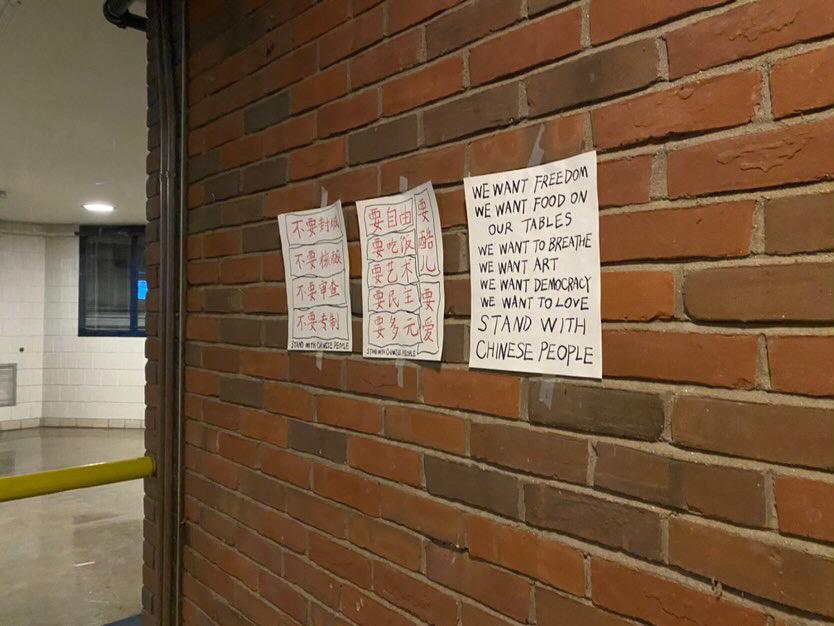 不要封城
不要核酸
不要审查
不要专制
STAND WITH CHINESE PEOPLE
要自由
要吃饭
要艺术
要民主
要多元
要酷儿
要爱
STAND WITH CHINESE PEOPLE
WE WANT FREEDOM
WE WANT FOOD ON
OUR TABLES
WE WANT TO BREATHE
WE WANT ART
WE WANT DEMOCRACY
WE WANT TO LOVE
STAND WITH
CHINESE PEOPLE